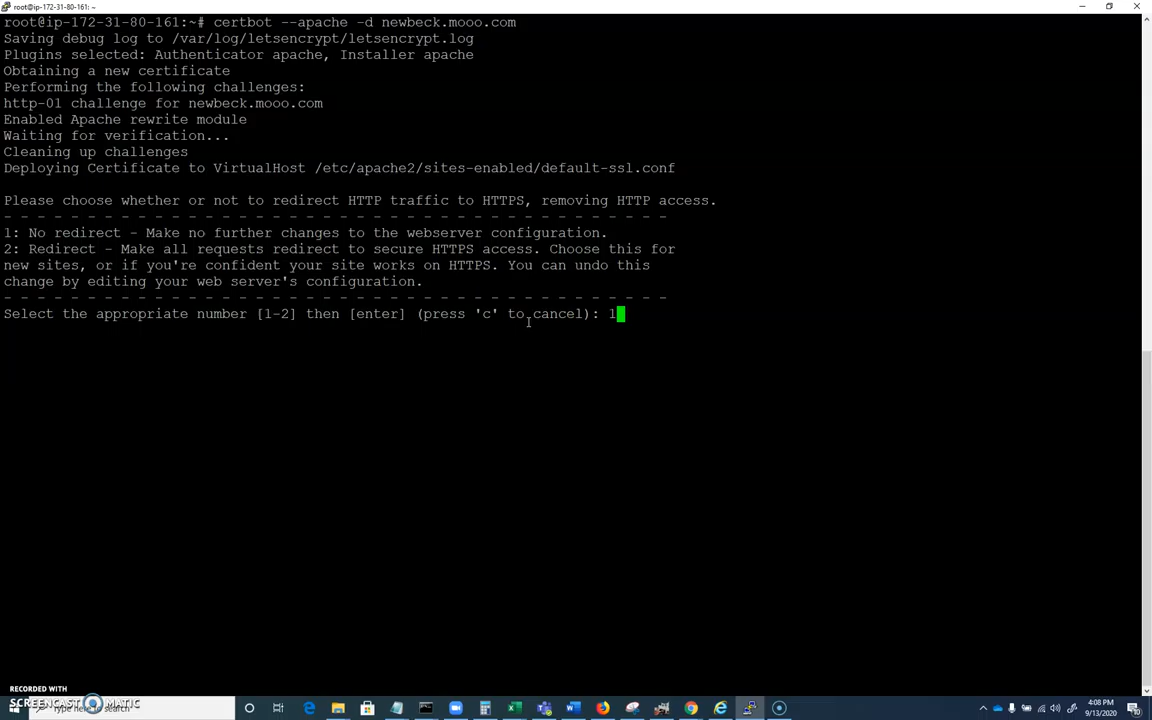 root@ip-172-31-80-161: ~
root@ip-172-31-80-161:~# certbot --apache -d newbeck.mooo.com
Saving debug log to /var/log/letsencrypt/letsencrypt.log
Plugins selected: Authenticator apache, Installer apache
Obtaining a new certificate
Performing the following challenges:
http-01 challenge for newbeck.mooo.com
Enabled Apache rewrite module
Waiting for verification...
Cleaning up challenges
Deploying Certificate to VirtualHost /etc/apache2/sites-enabled/default-ssl.conf
Please choose whether or not to redirect HTTP traffic to HTTPS, removing HTTP access.
- - - - - - - - - - - - - - - - - - - - - - - - - - - - - - - - - - - - - - - -
1: No redirect - Make no further changes to the webserver configuration.
2: Redirect - Make all requests redirect to secure HTTPS access. Choose this for
new sites, or if you're confident your site works on HTTPS. You can undo this
change by editing your web server's configuration.
- - - - - - - - - - - - - - - - - - - - - - - - - - - - - - - - - - - - - - - -
Select the appropriate number [1-2] then [enter] (press 'c' to cancel): 1
RECORDED WITH
SCREENCAST MATIC
Type here to search
4:08 PM
9/13/2020